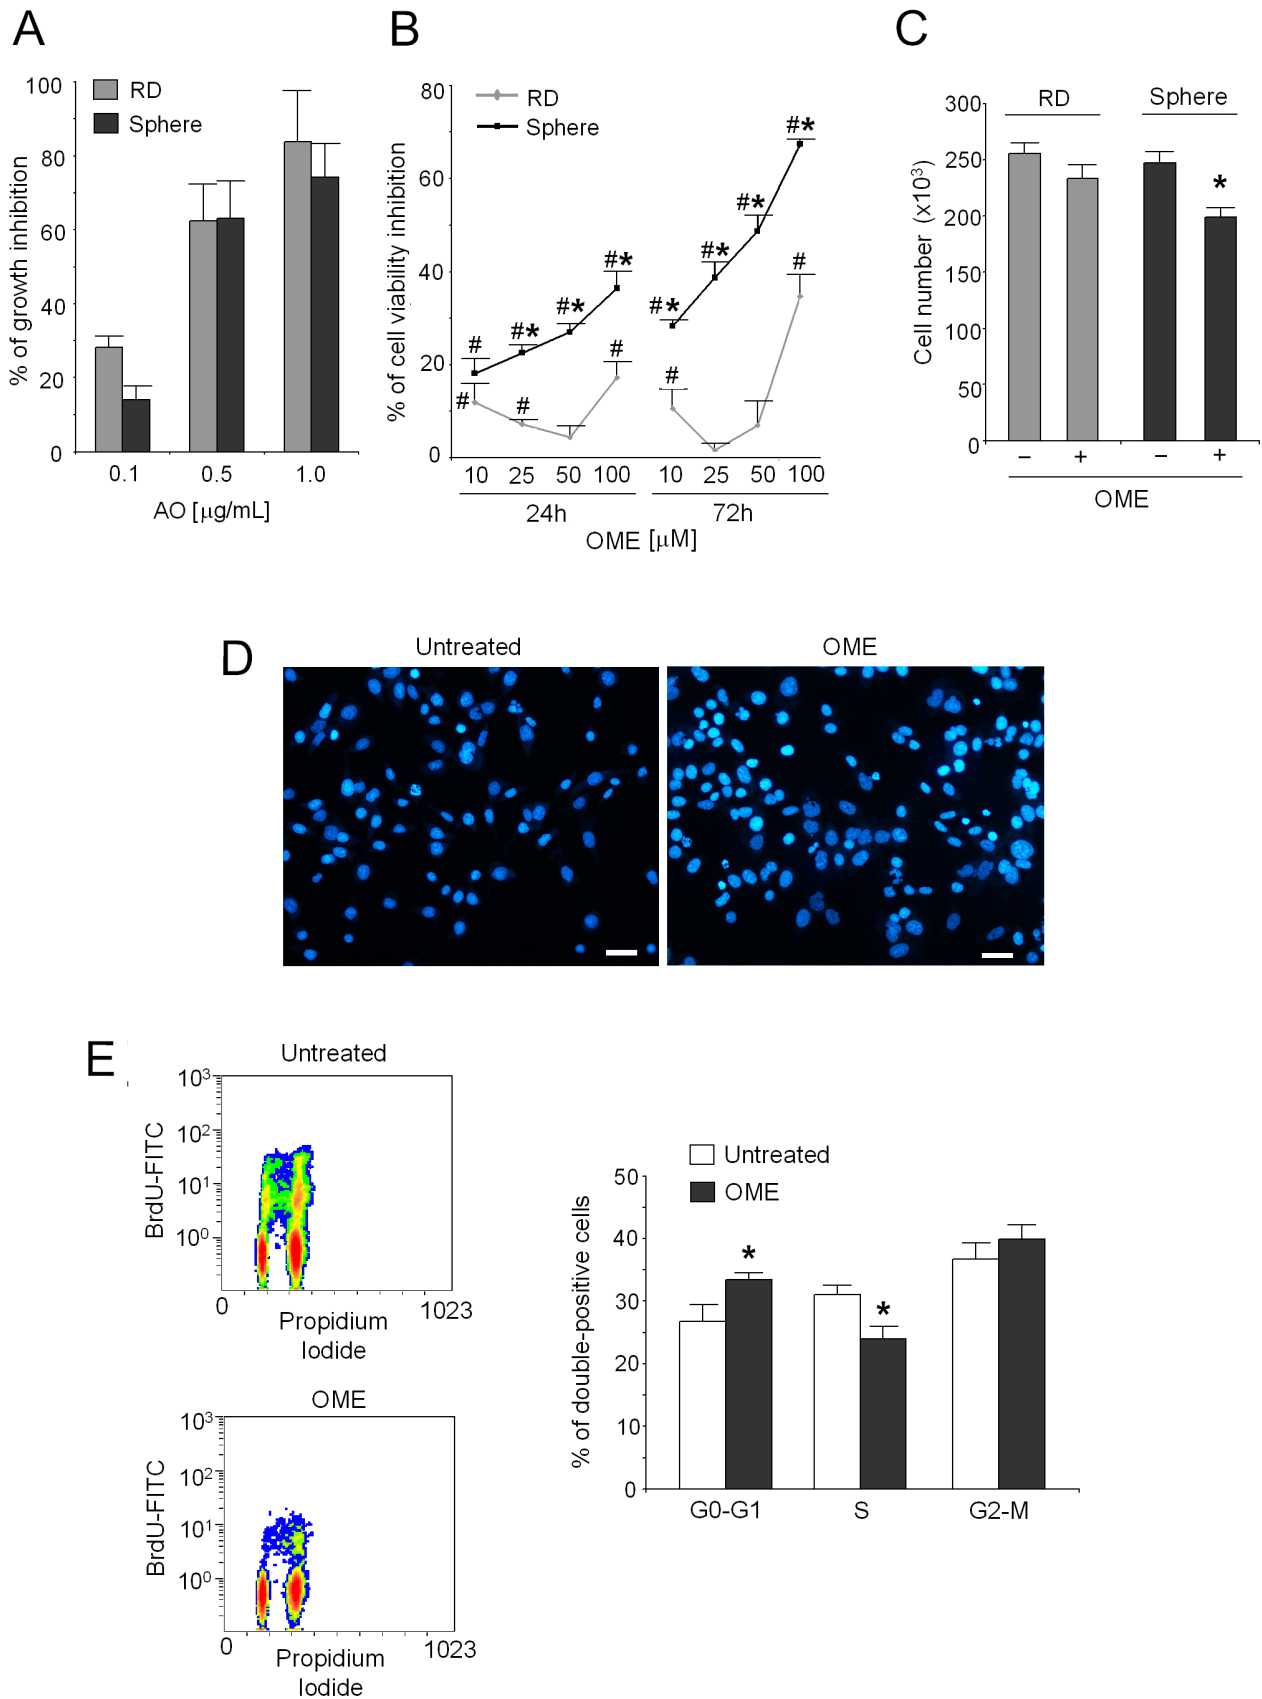 A
100
80
60
40
20
0
% of growth inhibition
RD
Sphere
0.1 0.5 1.0
AO [µg/mL]
B
80
60
40
20
0
% of cell viability inhibition
RD
Sphere
# #* #* #*
# # #
#* #* #* #*
# #
10 25 50 100 10 25 50 100
24h 72h
OME [µM]
C
300
250
200
150
100
50
0
Cell number (x10³)
RD Sphere
*
− + − +
OME
D
Untreated OME
E
Untreated
10³
10²
10¹
10⁰
BrdU-FITC
0 1023
Propidium
Iodide
OME
10³
10²
10¹
10⁰
BrdU-FITC
0 1023
Propidium
Iodide
Untreated
OME
50
40
30
20
10
0
% of double-positive cells
* *
G0-G1 S G2-M